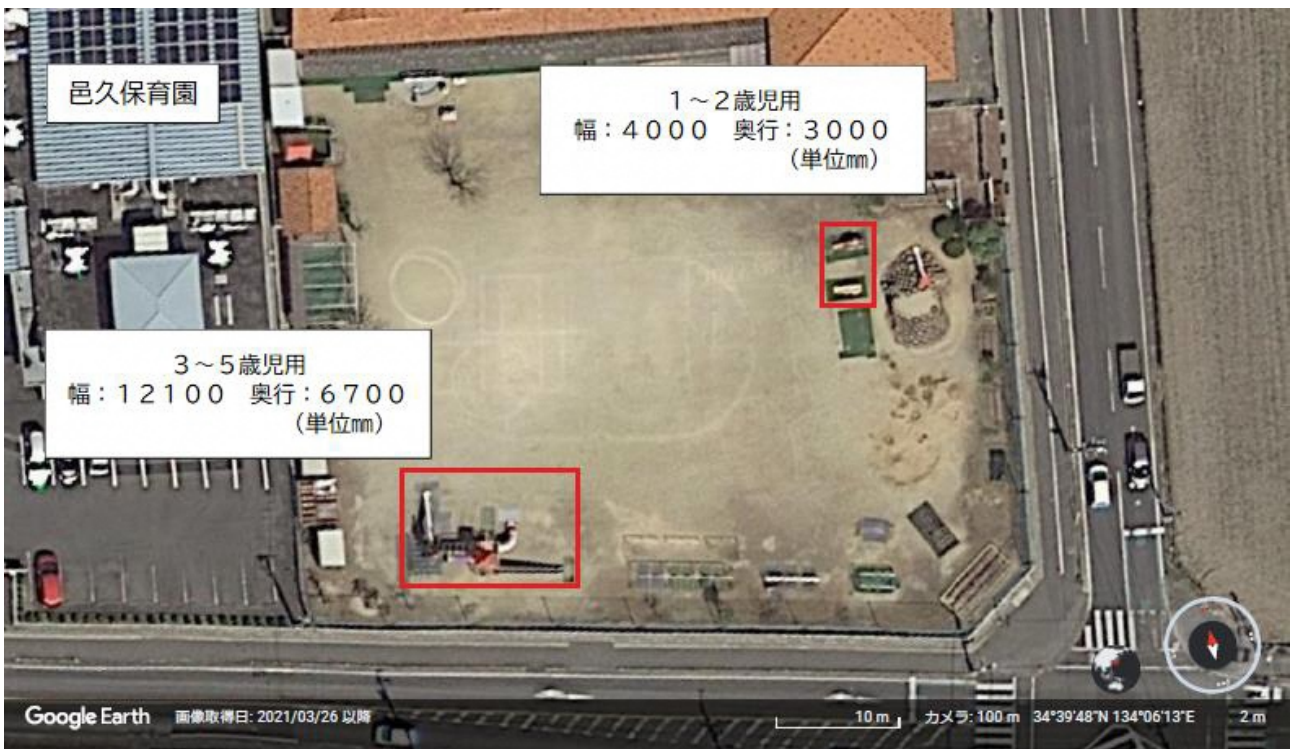 邑久保育園
1～2歳児用
幅：4000　奥行：3000
（単位㎜）
3～5歳児用
幅：12100　奥行：6700
（単位㎜）
Google Earth　画像取得日: 2021/03/26 以降　10 m　カメラ: 100 m　34°39'48"N 134°06'13"E　2 m